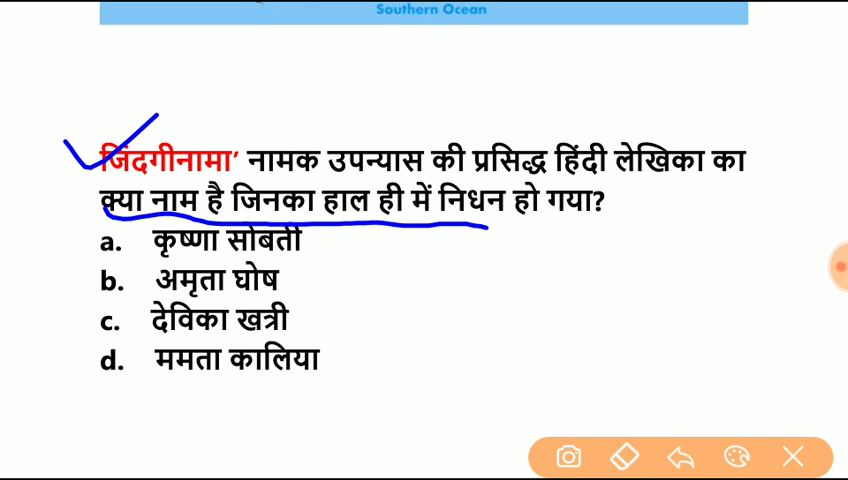 Southern Ocean
जिंदगीनामा’ नामक उपन्यास की प्रसिद्ध हिंदी लेखिका का
क्या नाम है जिनका हाल ही में निधन हो गया?
a. कृष्णा सोबती
b. अमृता घोष
c. देविका खत्री
d. ममता कालिया